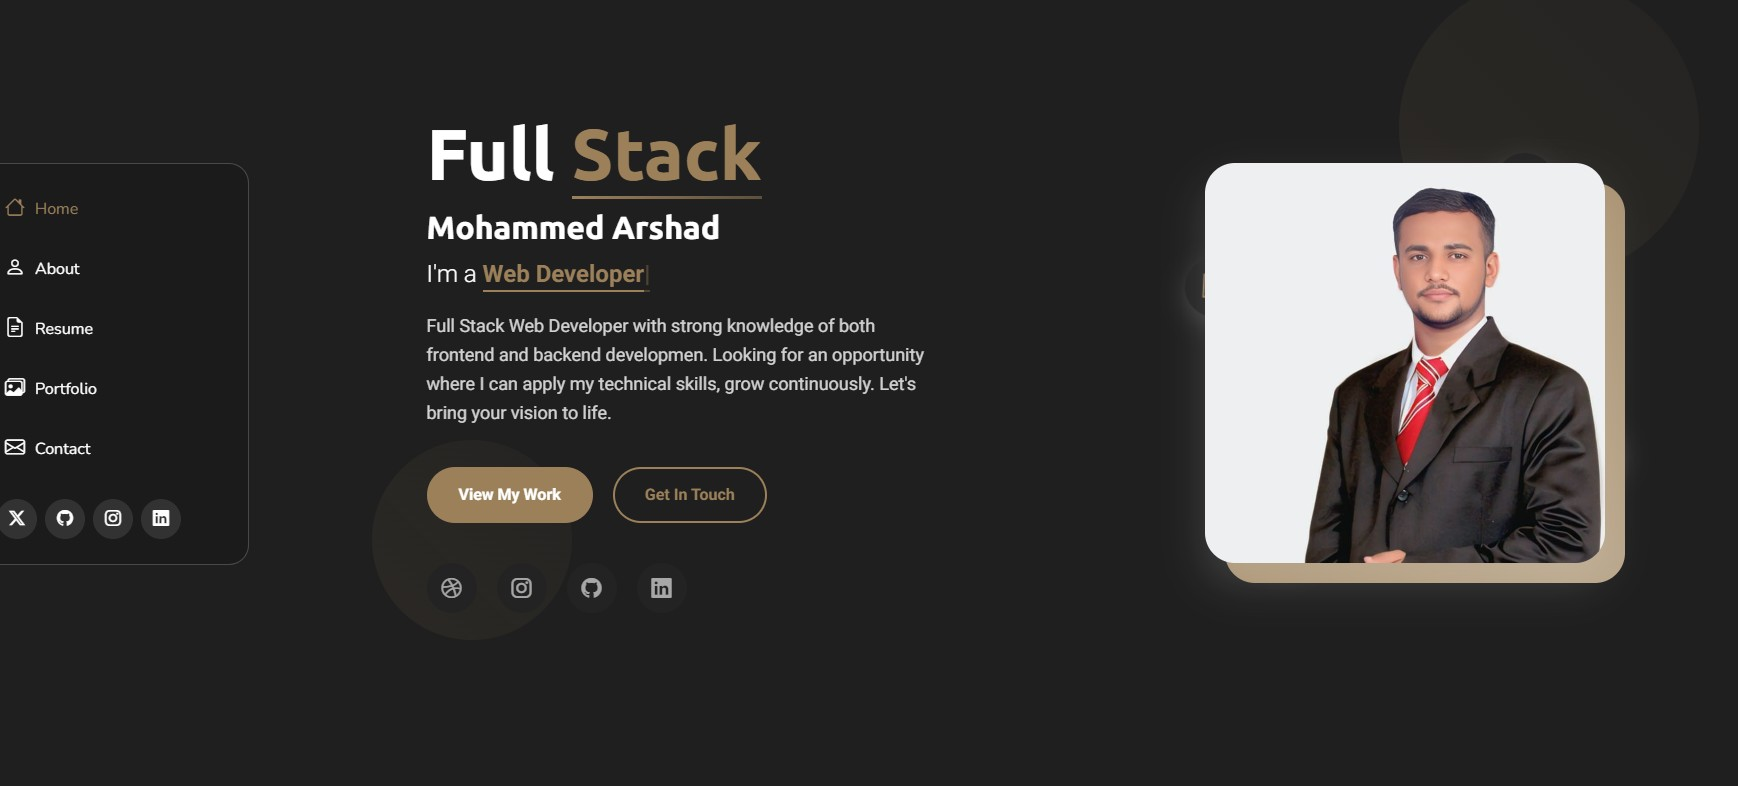 Home
About
Resume
Portfolio
Contact
Full Stack
Mohammed Arshad
I'm a Web Developer|
Full Stack Web Developer with strong knowledge of both
frontend and backend developmen. Looking for an opportunity
where I can apply my technical skills, grow continuously. Let's
bring your vision to life.
View My Work
Get In Touch